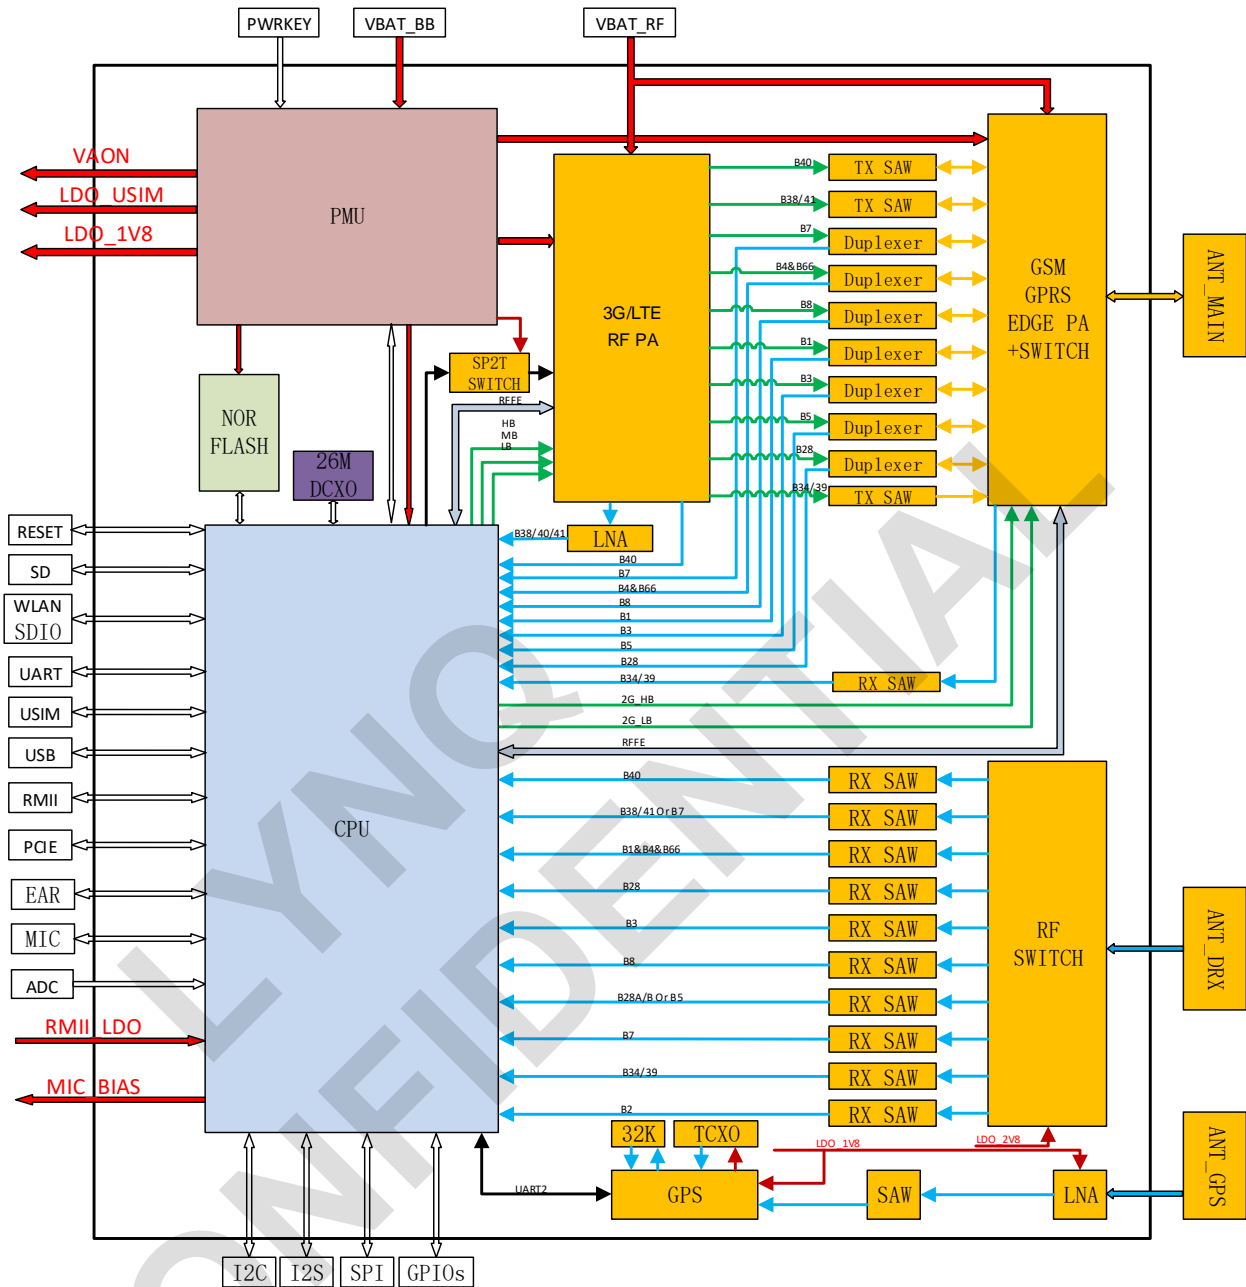 PWRKEY
VBAT_BB
VBAT_RF
VAON
LDO_USIM
LDO_1V8
PMU
3G/LTE
RF PA
B40
TX SAW
B38/41
TX SAW
B7
Duplexer
B4&B66
Duplexer
B8
Duplexer
B1
Duplexer
B3
Duplexer
B5
Duplexer
B28
Duplexer
B34/39
TX SAW
GSM
GPRS
EDGE PA
+SWITCH
ANT_MAIN
SP2T
SWITCH
RFFE
HB
MB
LB
NOR
FLASH
26M
DCXO
LNA
B38/40/41
B40
B7
B4&B66
B8
B1
B3
B5
B28
B34/39
RX SAW
2G_HB
2G_LB
RFFE
RESET
SD
WLAN
SDIO
UART
USIM
USB
RMII
PCIE
EAR
MIC
ADC
RMII_LDO
MIC_BIAS
CPU
B40
RX SAW
B38/41 Or B7
RX SAW
B1&B4&B66
RX SAW
B28
RX SAW
B3
RX SAW
B8
RX SAW
B28A/B Or B5
RX SAW
B7
RX SAW
B34/39
RX SAW
B2
RX SAW
RF
SWITCH
ANT_DRX
32K
TCXO
LDO_1V8
LDO_2V8
UART2
GPS
SAW
LNA
ANT_GPS
I2C
I2S
SPI
GPIOs
LYNQ
ONFIDENTIAL